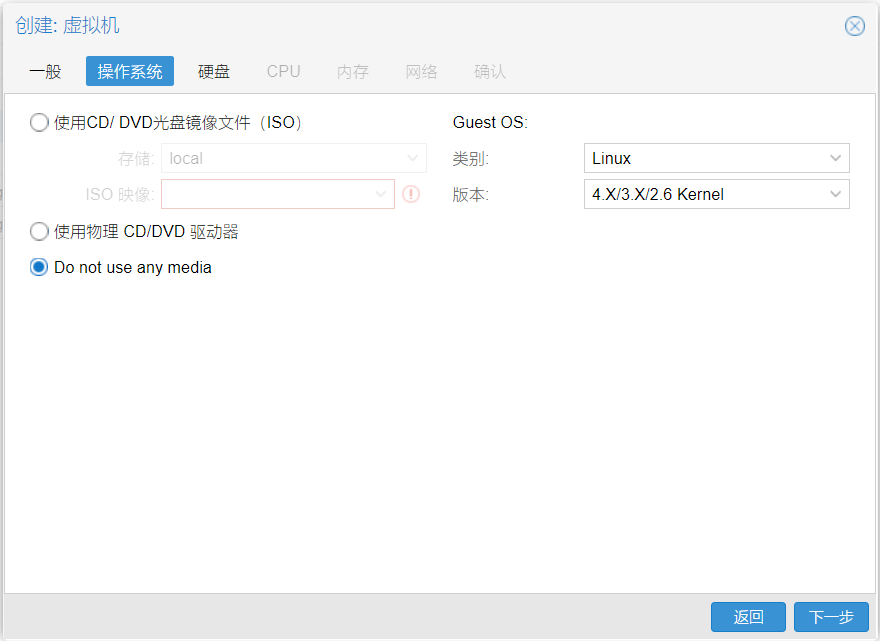 创建: 虚拟机
一般 操作系统 硬盘 CPU 内存 网络 确认
使用CD/ DVD光盘镜像文件（ISO） Guest OS:
存储: local 类别: Linux
ISO 映像: 版本: 4.X/3.X/2.6 Kernel
使用物理 CD/DVD 驱动器
Do not use any media
返回 下一步